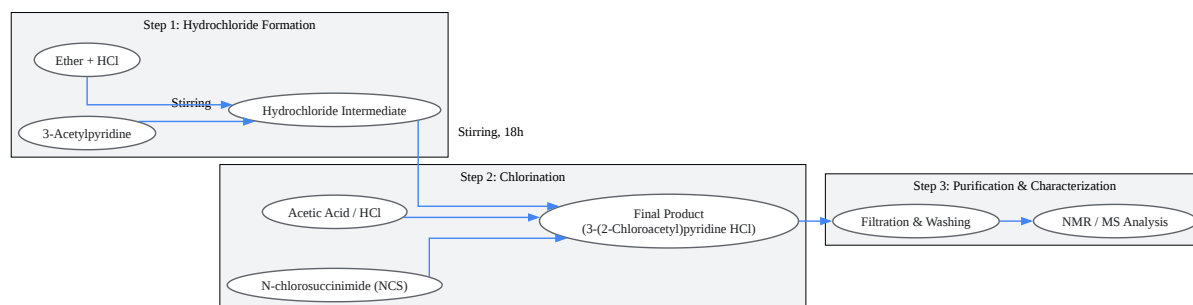 Step 1: Hydrochloride Formation
Ether + HCl
Stirring
Hydrochloride Intermediate
3-Acetylpyridine
Stirring, 18h
Step 2: Chlorination
Acetic Acid / HCl
Final Product
(3-(2-Chloroacetyl)pyridine HCl)
N-chlorosuccinimide (NCS)
Step 3: Purification & Characterization
Filtration & Washing
NMR / MS Analysis